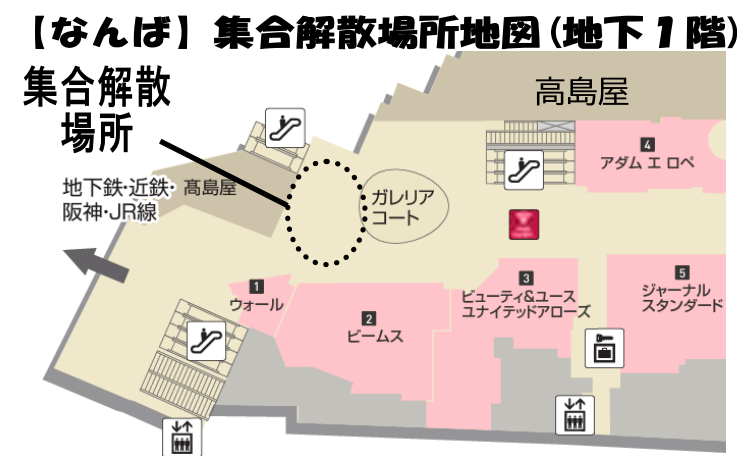 【なんば】集合解散場所地図(地下1階)
集合解散
場所
高島屋
4
アダム エ ロペ
地下鉄・近鉄・
阪神・JR線
髙島屋
ガレリア
コート
1
ウォール
2
ビームス
3
ビューティ&ユース
ユナイテッドアローズ
5
ジャーナル
スタンダード